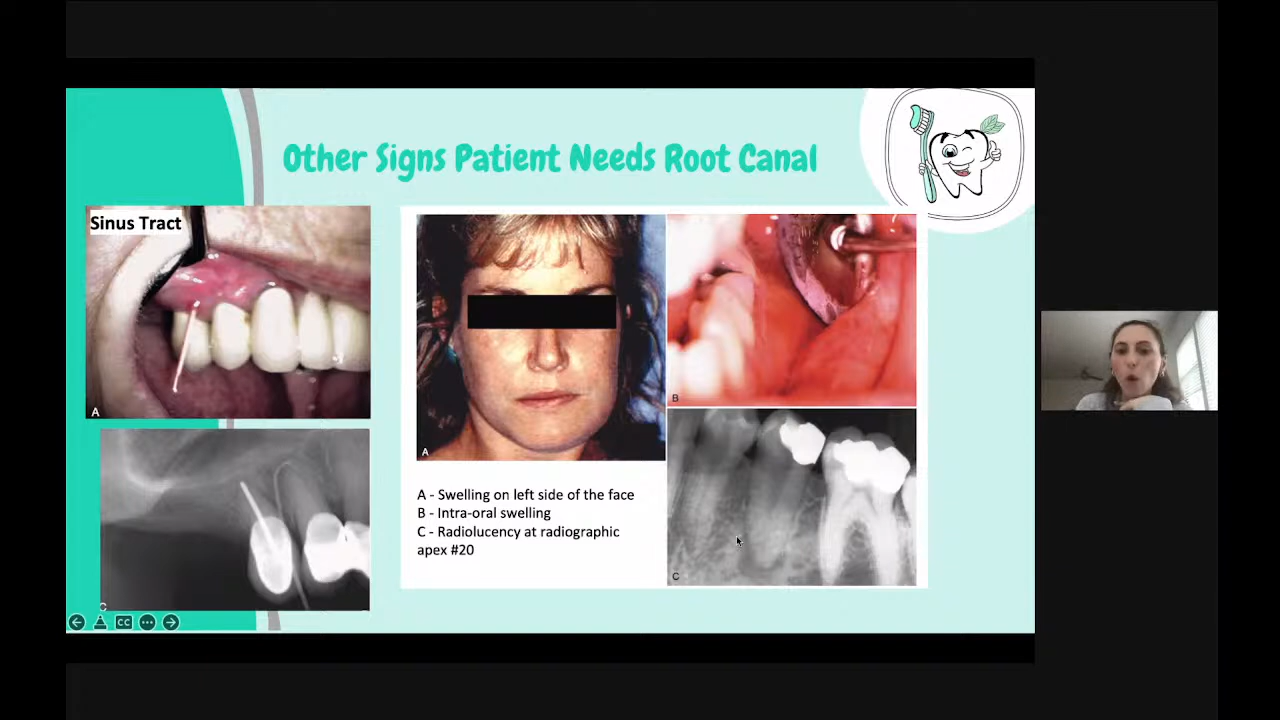 Other Signs Patient Needs Root Canal
Sinus Tract
A
A
B
C
A - Swelling on left side of the face
B - Intra-oral swelling
C - Radiolucency at radiographic
apex #20
CC